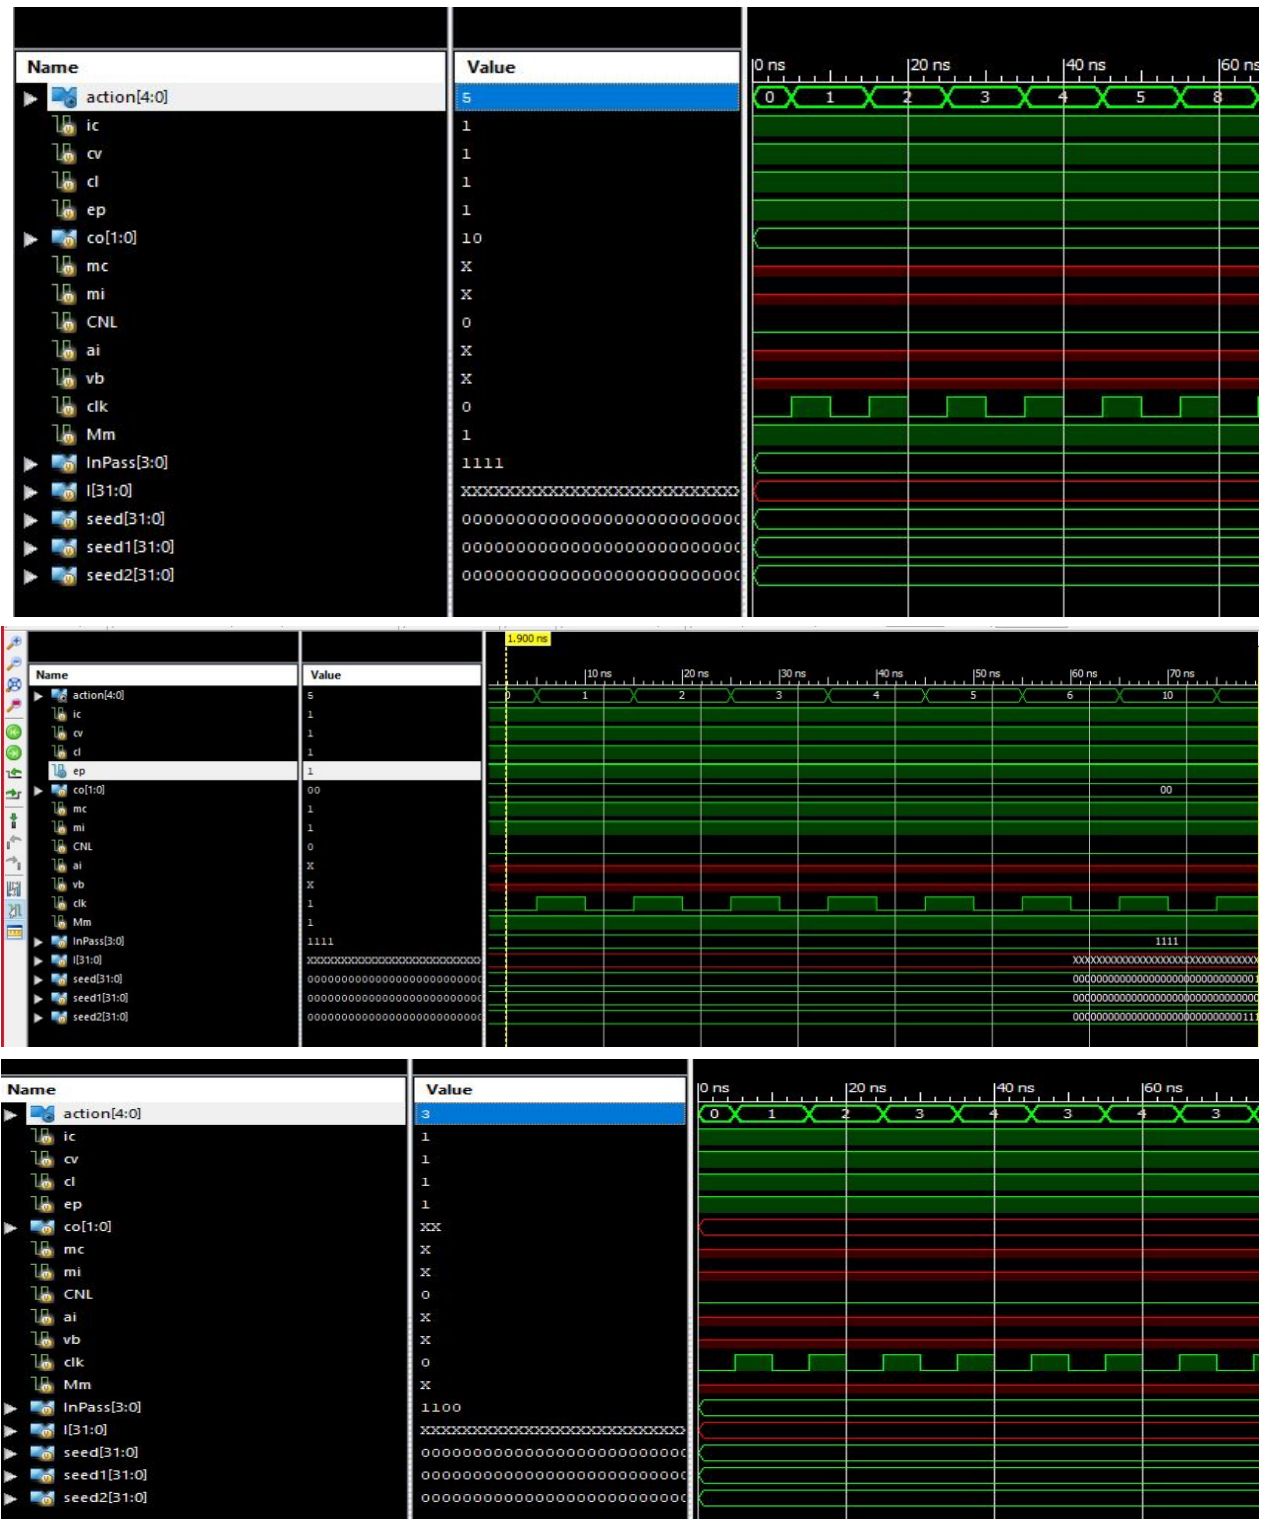 Name Value 0 ns 20 ns 40 ns 60 ns
action[4:0] 5 0 1 2 3 4 5 8
ic 1
cv 1
cl 1
ep 1
co[1:0] 10
mc X
mi X
CNL 0
ai X
vb X
clk 0
Mm 1
InPass[3:0] 1111
I[31:0]
seed[31:0]
seed1[31:0]
seed2[31:0]
1.900 ns
Name Value 10 ns 20 ns 30 ns 40 ns 50 ns 60 ns 70 ns
action[4:0] 5 0 1 2 3 4 5 6 10
ic 1
cv 1
cl 1
ep 1
co[1:0] 00 00
mc 1
mi 1
CNL 0
ai X
vb X
clk 1
Mm 1
InPass[3:0] 1111 1111
I[31:0]
seed[31:0]
seed1[31:0]
seed2[31:0]
Name Value 0 ns 20 ns 40 ns 60 ns
action[4:0] 3 0 1 2 3 4 3 4 3
ic 1
cv 1
cl 1
ep 1
co[1:0] XX
mc X
mi X
CNL 0
ai X
vb X
clk 0
Mm X
InPass[3:0] 1100
I[31:0]
seed[31:0]
seed1[31:0]
seed2[31:0]